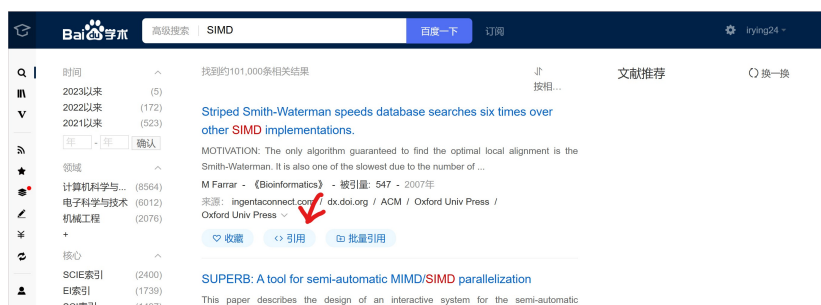 Bai 学术 高级搜索 SIMD 百度一下 订阅 irying24
时间
2023以来 (5)
2022以来 (172)
2021以来 (523)
年 - 年 确认
领域
计算机科学与... (8564)
电子科学与技术 (6012)
机械工程 (2076)
+
核心
SCIE索引 (2400)
EI索引 (1739)
找到约101,000条相关结果 按相...
Striped Smith-Waterman speeds database searches six times over
other SIMD implementations.
MOTIVATION: The only algorithm guaranteed to find the optimal local alignment is the
Smith-Waterman. It is also one of the slowest due to the number of ...
M Farrar - 《Bioinformatics》 - 被引量: 547 - 2007年
来源: ingentaconnect.com / dx.doi.org / ACM / Oxford Univ Press /
Oxford Univ Press
收藏 <> 引用 批量引用
SUPERB: A tool for semi-automatic MIMD/SIMD parallelization
This paper describes the design of an interactive system for the semi-automatic
文献推荐 换一换